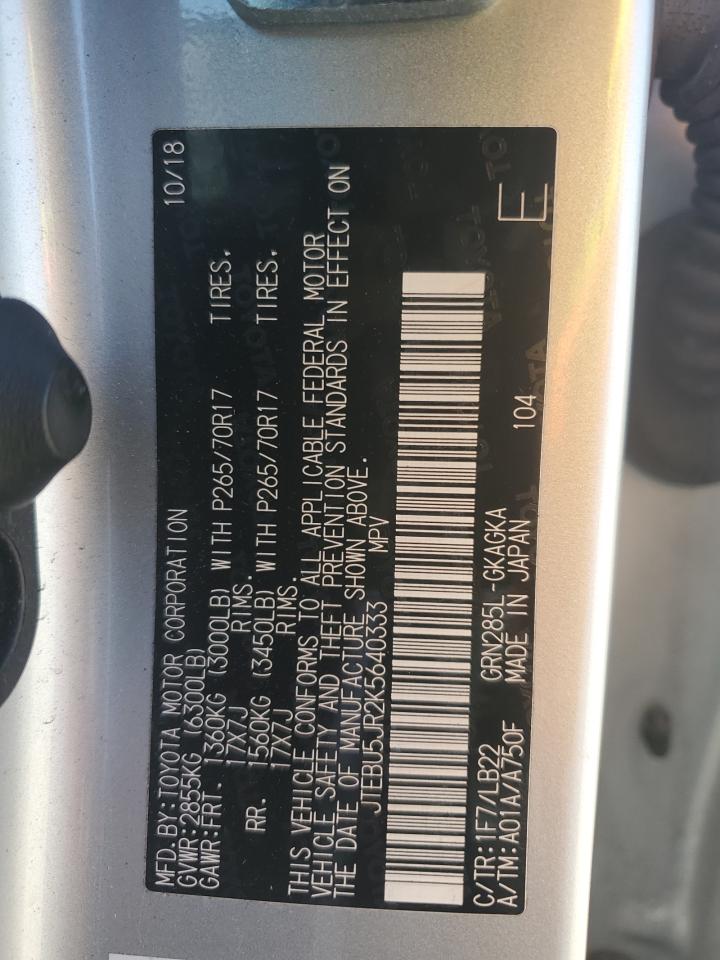 MFD.BY:TOYOTA MOTOR CORPORATION 10/18
GVWR:2855KG (6300LB)
GAWR:FRT. 1360KG (3000LB) WITH P265/70R17 TIRES,
17X7J RIMS.
RR. 1560KG (3450LB) WITH P265/70R17 TIRES,
17X7J RIMS.
THIS VEHICLE CONFORMS TO ALL APPLICABLE FEDERAL MOTOR
VEHICLE SAFETY AND THEFT PREVENTION STANDARDS IN EFFECT ON
THE DATE OF MANUFACTURE SHOWN ABOVE.
JTEBU5JR2K5640333 MPV
C/TR:1F7/LB22 GRN285L-GKAGKA
A/TM:A01A/A750F MADE IN JAPAN 104 E